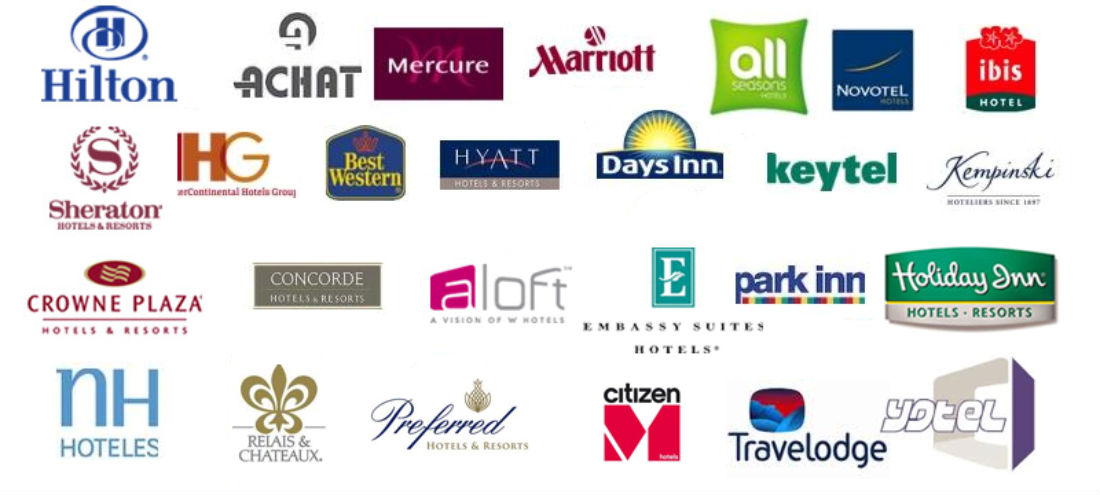 Hilton
ACHAT
Mercure
Marriott
all
seasons
HOTELS
NOVOTEL
HOTELS
ibis
HOTEL
S
Sheraton
HOTELS & RESORTS
HG
erContinental Hotels Grou
Best
Western
HYATT
HOTELS & RESORTS
Days Inn
keytel
Kempinski
HOTELIERS SINCE 1897
CROWNE PLAZA
HOTELS & RESORTS
CONCORDE
HOTELS & RESORTS
aloft™
A VISION OF W HOTELS
E
EMBASSY SUITES
HOTELS®
park inn
Holiday Inn®
HOTELS · RESORTS
nH
HOTELES
RELAIS &
CHATEAUX.
Preferred
HOTELS & RESORTS
citizen
M
hotels
Travelodge
YOTEL